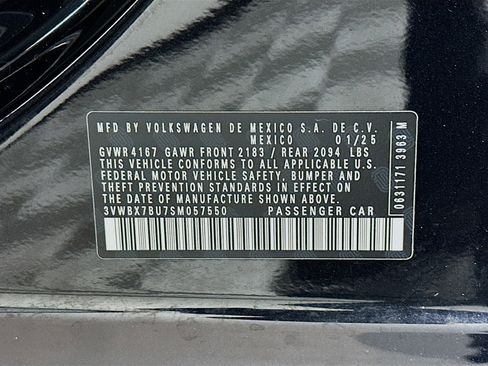 MFD BY VOLKSWAGEN DE MEXICO S.A. DE C.V.
MEXICO 01/25
GVWR 4167 GAWR FRONT 2183 / REAR 2094 LBS
THIS VEHICLE CONFORMS TO ALL APPLICABLE U.S.
FEDERAL MOTOR VEHICLE SAFETY, BUMPER AND
THEFT PREVENTION STANDARDS IN EFFECT ON THE
DATE OF MANUFACTURE SHOWN ABOVE.
3VWBX7BU7SM057550 PASSENGER CAR
0631171 3963 M